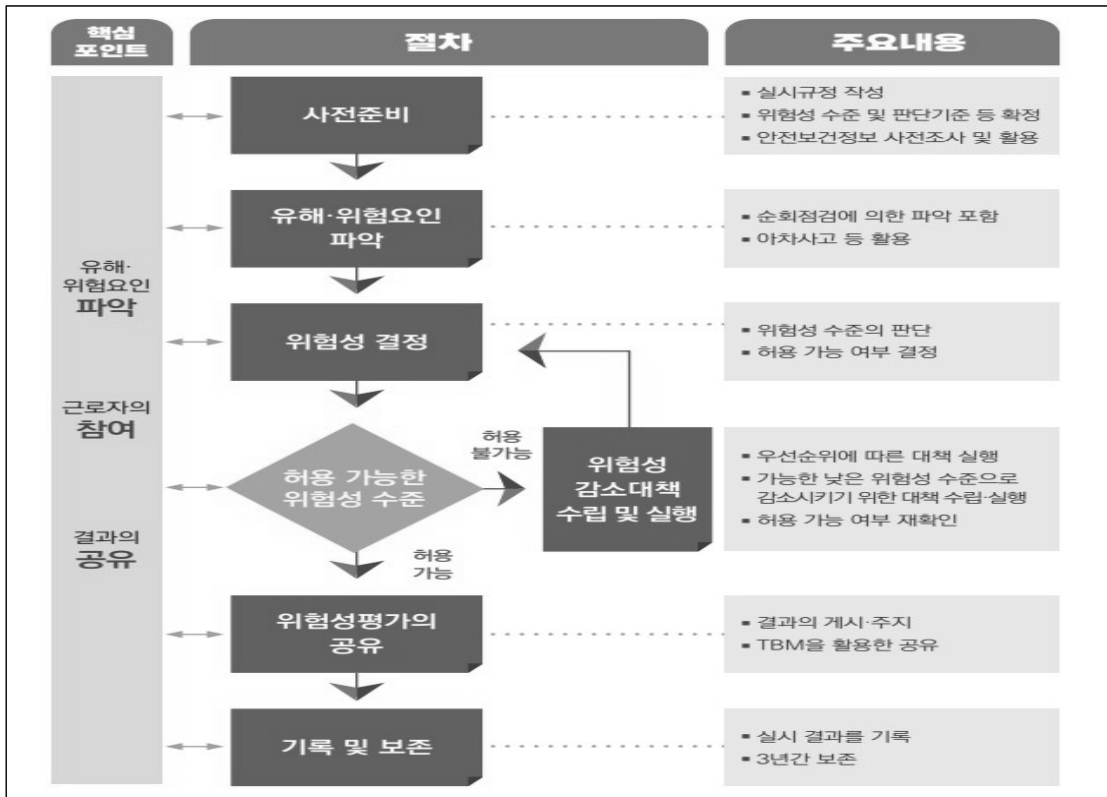 핵심
포인트
절차
주요내용
사전준비
▪ 실시규정 작성
▪ 위험성 수준 및 판단기준 등 확정
▪ 안전보건정보 사전조사 및 활용
유해·위험요인
파악
▪ 순회점검에 의한 파악 포함
▪ 아차사고 등 활용
유해·
위험요인
파악
위험성 결정
▪ 위험성 수준의 판단
▪ 허용 가능 여부 결정
근로자의
참여
허용 가능한
위험성 수준
허용
불가능
위험성
감소대책
수립 및 실행
▪ 우선순위에 따른 대책 실행
▪ 가능한 낮은 위험성 수준으로
감소시키기 위한 대책 수립·실행
▪ 허용 가능 여부 재확인
결과의
공유
허용
가능
위험성평가의
공유
▪ 결과의 게시·주지
▪ TBM을 활용한 공유
기록 및 보존
▪ 실시 결과를 기록
▪ 3년간 보존